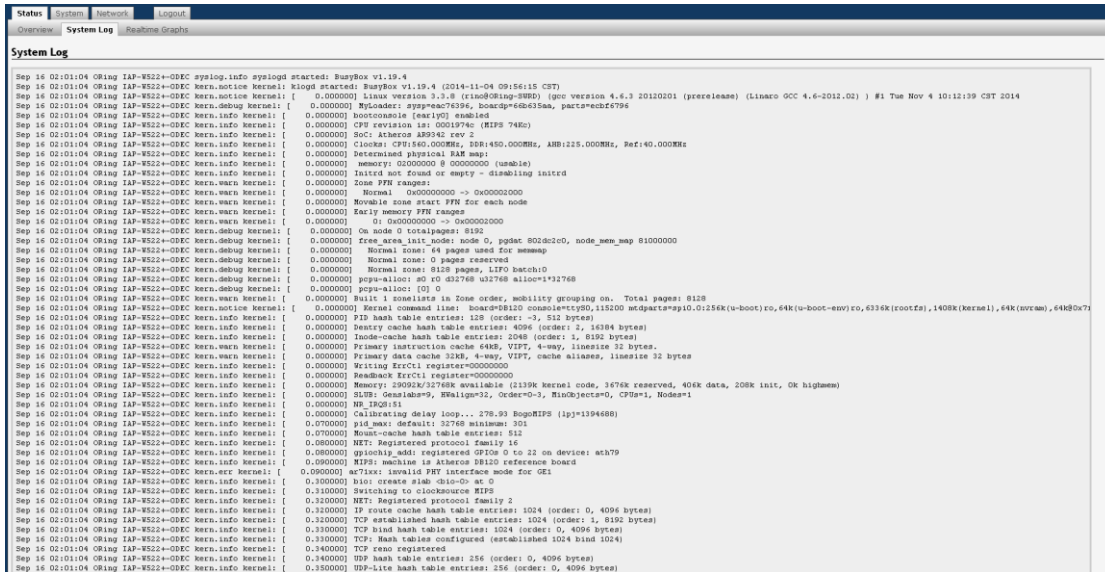 Status System Network Logout
Overview System Log Realtime Graphs
System Log
Sep 16 02:01:04 ORing IAP-W522+-ODEC syslog.info syslogd started: BusyBox v1.19.4
Sep 16 02:01:04 ORing IAP-W522+-ODEC kern.notice kernel: klogd started: BusyBox v1.19.4 (2014-11-04 09:56:15 CST)
Sep 16 02:01:04 ORing IAP-W522+-ODEC kern.notice kernel: [ 0.000000] Linux version 3.3.8 (rino@ORing-SWRD) (gcc version 4.6.3 20120201 (prerelease) (Linaro GCC 4.6-2012.02) ) #1 Tue Nov 4 10:12:39 CST 2014
Sep 16 02:01:04 ORing IAP-W522+-ODEC kern.debug kernel: [ 0.000000] MyLoader: sysp=eac76396, boardp=66b635aa, parts=ecbf6796
Sep 16 02:01:04 ORing IAP-W522+-ODEC kern.info kernel: [ 0.000000] bootconsole [early0] enabled
Sep 16 02:01:04 ORing IAP-W522+-ODEC kern.info kernel: [ 0.000000] CPU revision is: 0001974c (MIPS 74Kc)
Sep 16 02:01:04 ORing IAP-W522+-ODEC kern.info kernel: [ 0.000000] SoC: Atheros AR9342 rev 2
Sep 16 02:01:04 ORing IAP-W522+-ODEC kern.info kernel: [ 0.000000] Clocks: CPU:560.000MHz, DDR:450.000MHz, AHB:225.000MHz, Ref:40.000MHz
Sep 16 02:01:04 ORing IAP-W522+-ODEC kern.info kernel: [ 0.000000] Determined physical RAM map:
Sep 16 02:01:04 ORing IAP-W522+-ODEC kern.info kernel: [ 0.000000] memory: 02000000 @ 00000000 (usable)
Sep 16 02:01:04 ORing IAP-W522+-ODEC kern.info kernel: [ 0.000000] Initrd not found or empty - disabling initrd
Sep 16 02:01:04 ORing IAP-W522+-ODEC kern.warn kernel: [ 0.000000] Zone PFN ranges:
Sep 16 02:01:04 ORing IAP-W522+-ODEC kern.warn kernel: [ 0.000000] Normal 0x00000000 -> 0x00002000
Sep 16 02:01:04 ORing IAP-W522+-ODEC kern.warn kernel: [ 0.000000] Movable zone start PFN for each node
Sep 16 02:01:04 ORing IAP-W522+-ODEC kern.warn kernel: [ 0.000000] Early memory PFN ranges
Sep 16 02:01:04 ORing IAP-W522+-ODEC kern.warn kernel: [ 0.000000] 0: 0x00000000 -> 0x00002000
Sep 16 02:01:04 ORing IAP-W522+-ODEC kern.debug kernel: [ 0.000000] On node 0 totalpages: 8192
Sep 16 02:01:04 ORing IAP-W522+-ODEC kern.debug kernel: [ 0.000000] free_area_init_node: node 0, pgdat 802dc2c0, node_mem_map 81000000
Sep 16 02:01:04 ORing IAP-W522+-ODEC kern.debug kernel: [ 0.000000] Normal zone: 64 pages used for memmap
Sep 16 02:01:04 ORing IAP-W522+-ODEC kern.debug kernel: [ 0.000000] Normal zone: 0 pages reserved
Sep 16 02:01:04 ORing IAP-W522+-ODEC kern.debug kernel: [ 0.000000] Normal zone: 8128 pages, LIFO batch:0
Sep 16 02:01:04 ORing IAP-W522+-ODEC kern.debug kernel: [ 0.000000] pcpu-alloc: s0 r0 d32768 u32768 alloc=1*32768
Sep 16 02:01:04 ORing IAP-W522+-ODEC kern.debug kernel: [ 0.000000] pcpu-alloc: [0] 0
Sep 16 02:01:04 ORing IAP-W522+-ODEC kern.warn kernel: [ 0.000000] Built 1 zonelists in Zone order, mobility grouping on. Total pages: 8128
Sep 16 02:01:04 ORing IAP-W522+-ODEC kern.notice kernel: [ 0.000000] Kernel command line: board=DB120 console=ttyS0,115200 mtdparts=spi0.0:256k(u-boot)ro,64k(u-boot-env)ro,6336k(rootfs),1408k(kernel),64k(nvram),64k@0x7
Sep 16 02:01:04 ORing IAP-W522+-ODEC kern.info kernel: [ 0.000000] PID hash table entries: 128 (order: -3, 512 bytes)
Sep 16 02:01:04 ORing IAP-W522+-ODEC kern.info kernel: [ 0.000000] Dentry cache hash table entries: 4096 (order: 2, 16384 bytes)
Sep 16 02:01:04 ORing IAP-W522+-ODEC kern.info kernel: [ 0.000000] Inode-cache hash table entries: 2048 (order: 1, 8192 bytes)
Sep 16 02:01:04 ORing IAP-W522+-ODEC kern.warn kernel: [ 0.000000] Primary instruction cache 64kB, VIPT, 4-way, linesize 32 bytes.
Sep 16 02:01:04 ORing IAP-W522+-ODEC kern.warn kernel: [ 0.000000] Primary data cache 32kB, 4-way, VIPT, cache aliases, linesize 32 bytes
Sep 16 02:01:04 ORing IAP-W522+-ODEC kern.info kernel: [ 0.000000] Writing ErrCtl register=00000000
Sep 16 02:01:04 ORing IAP-W522+-ODEC kern.info kernel: [ 0.000000] Readback ErrCtl register=00000000
Sep 16 02:01:04 ORing IAP-W522+-ODEC kern.info kernel: [ 0.000000] Memory: 29092k/32768k available (2139k kernel code, 3676k reserved, 406k data, 208k init, 0k highmem)
Sep 16 02:01:04 ORing IAP-W522+-ODEC kern.info kernel: [ 0.000000] SLUB: Genslabs=9, HWalign=32, Order=0-3, MinObjects=0, CPUs=1, Nodes=1
Sep 16 02:01:04 ORing IAP-W522+-ODEC kern.info kernel: [ 0.000000] NR_IRQS:51
Sep 16 02:01:04 ORing IAP-W522+-ODEC kern.info kernel: [ 0.000000] Calibrating delay loop... 278.93 BogoMIPS (lpj=1394688)
Sep 16 02:01:04 ORing IAP-W522+-ODEC kern.info kernel: [ 0.070000] pid_max: default: 32768 minimum: 301
Sep 16 02:01:04 ORing IAP-W522+-ODEC kern.info kernel: [ 0.070000] Mount-cache hash table entries: 512
Sep 16 02:01:04 ORing IAP-W522+-ODEC kern.info kernel: [ 0.080000] NET: Registered protocol family 16
Sep 16 02:01:04 ORing IAP-W522+-ODEC kern.info kernel: [ 0.080000] gpiochip_add: registered GPIOs 0 to 22 on device: ath79
Sep 16 02:01:04 ORing IAP-W522+-ODEC kern.info kernel: [ 0.090000] MIPS: machine is Atheros DB120 reference board
Sep 16 02:01:04 ORing IAP-W522+-ODEC kern.err kernel: [ 0.090000] ar71xx: invalid PHY interface mode for GE1
Sep 16 02:01:04 ORing IAP-W522+-ODEC kern.info kernel: [ 0.300000] bio: create slab <bio-0> at 0
Sep 16 02:01:04 ORing IAP-W522+-ODEC kern.info kernel: [ 0.310000] Switching to clocksource MIPS
Sep 16 02:01:04 ORing IAP-W522+-ODEC kern.info kernel: [ 0.320000] NET: Registered protocol family 2
Sep 16 02:01:04 ORing IAP-W522+-ODEC kern.info kernel: [ 0.320000] IP route cache hash table entries: 1024 (order: 0, 4096 bytes)
Sep 16 02:01:04 ORing IAP-W522+-ODEC kern.info kernel: [ 0.330000] TCP established hash table entries: 1024 (order: 1, 8192 bytes)
Sep 16 02:01:04 ORing IAP-W522+-ODEC kern.info kernel: [ 0.330000] TCP bind hash table entries: 1024 (order: 0, 4096 bytes)
Sep 16 02:01:04 ORing IAP-W522+-ODEC kern.info kernel: [ 0.330000] TCP: Hash tables configured (established 1024 bind 1024)
Sep 16 02:01:04 ORing IAP-W522+-ODEC kern.info kernel: [ 0.340000] TCP reno registered
Sep 16 02:01:04 ORing IAP-W522+-ODEC kern.info kernel: [ 0.340000] UDP hash table entries: 256 (order: 0, 4096 bytes)
Sep 16 02:01:04 ORing IAP-W522+-ODEC kern.info kernel: [ 0.350000] UDP-Lite hash table entries: 256 (order: 0, 4096 bytes)